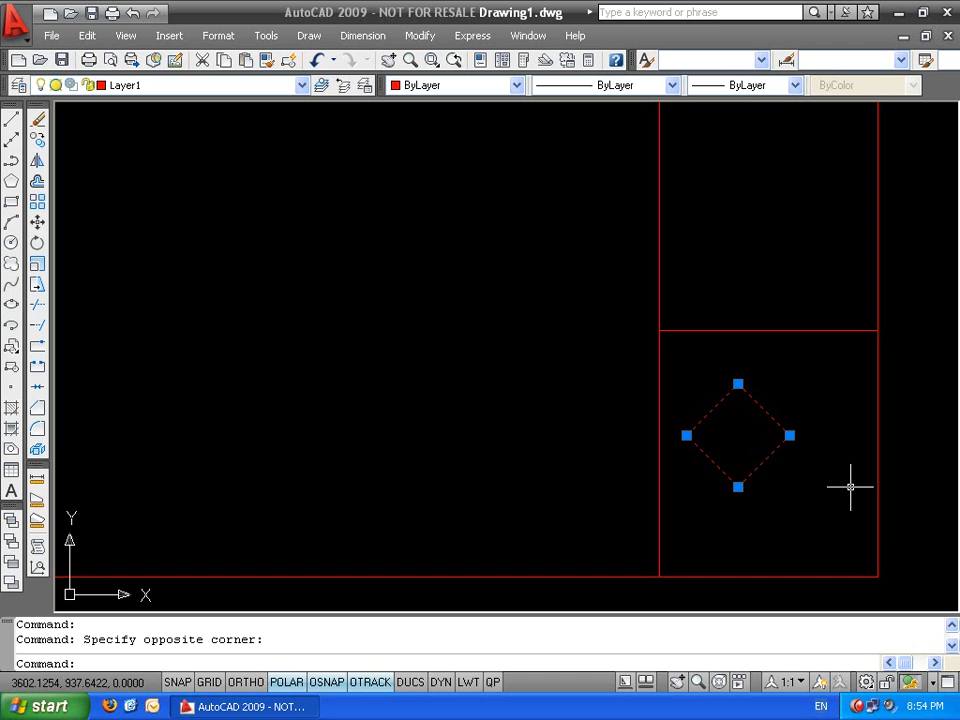 AutoCAD 2009 - NOT FOR RESALE Drawing1.dwg
Type a keyword or phrase
File Edit View Insert Format Tools Draw Dimension Modify Express Window Help
Layer1 ByLayer ByLayer ByLayer ByColor
A
Y
X
Command:
Command: Specify opposite corner:
Command:
3602.1254, 937.6422, 0.0000 SNAP GRID ORTHO POLAR OSNAP OTRACK DUCS DYN LWT QP 1:1
start AutoCAD 2009 - NOT... EN 8:54 PM